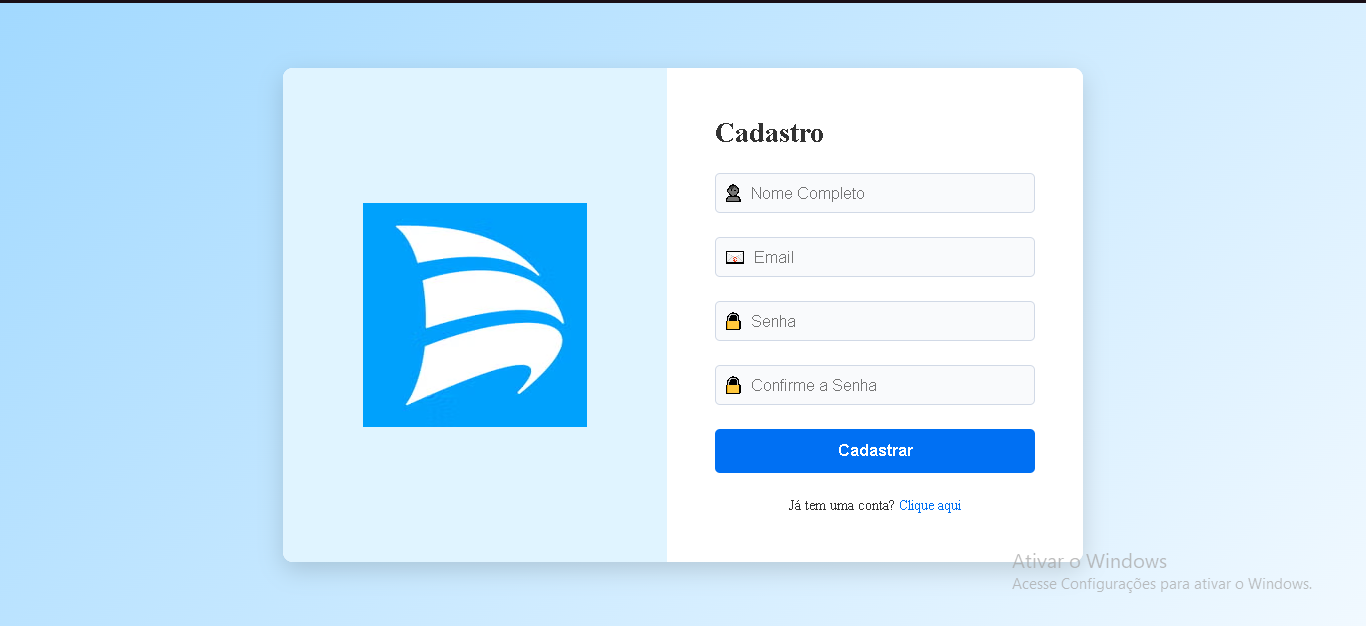 Cadastro
Nome Completo
Email
Senha
Confirme a Senha
Cadastrar
Já tem uma conta? Clique aqui
Ativar o Windows
Acesse Configurações para ativar o Windows.